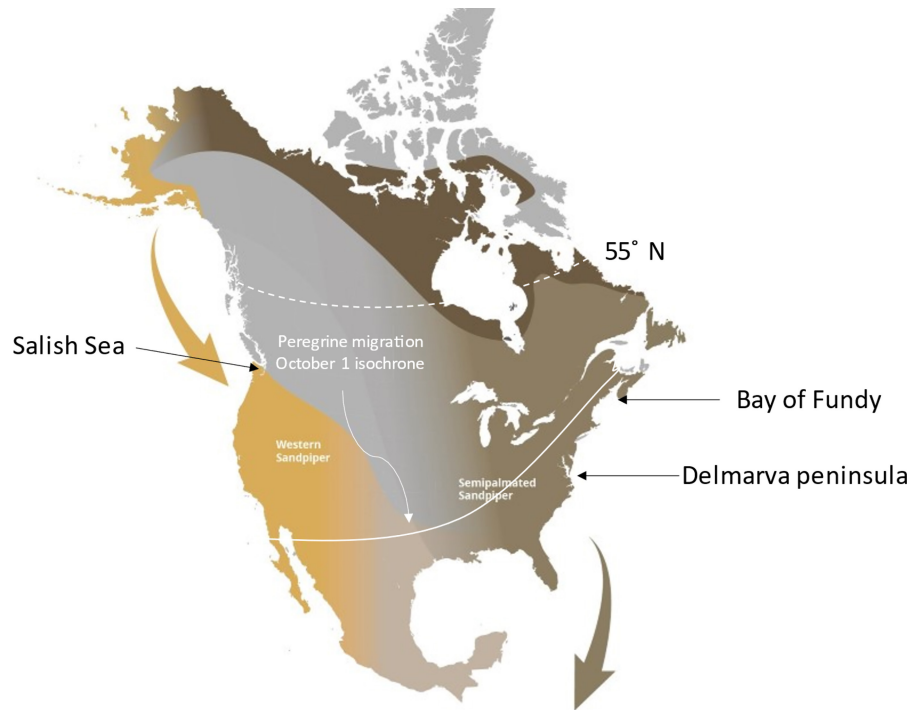 55˚ N
Salish Sea
Peregrine migration
October 1 isochrone
Bay of Fundy
Western
Sandpiper
Semipalmated
Sandpiper
Delmarva peninsula